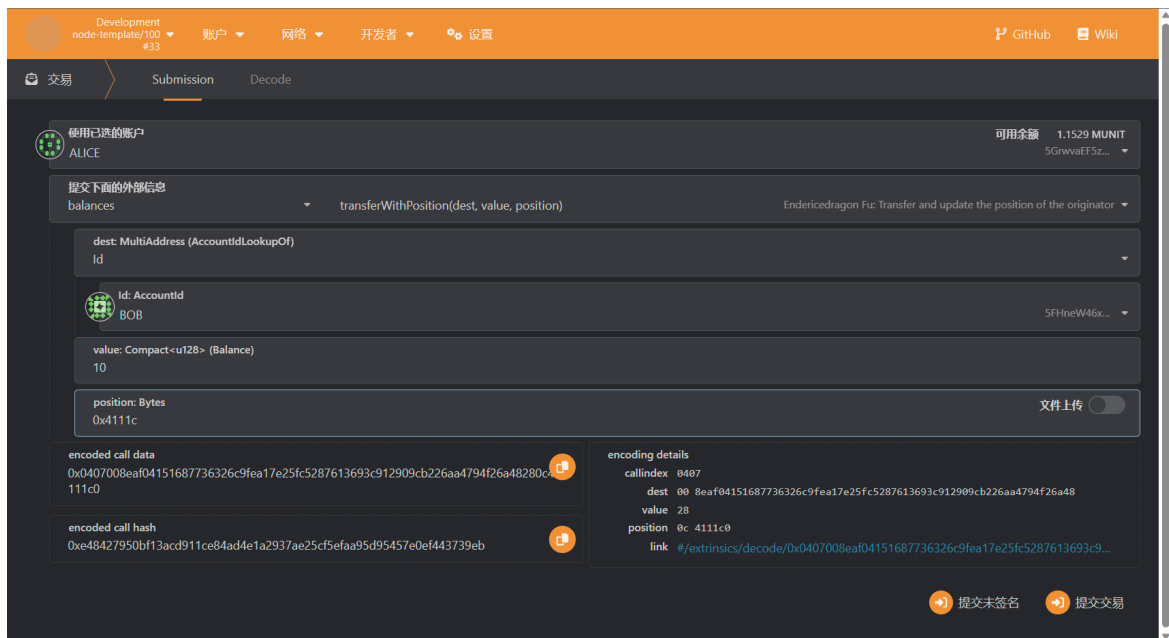 Development
node-template/100
#33
账户
网络
开发者
设置
GitHub
Wiki
交易
Submission
Decode
使用已选的账户
ALICE
可用余额 1.1529 MUNIT
5GrwvaEF5z...
提交下面的外部信息
balances
transferWithPosition(dest, value, position)
Endericedragon Fu: Transfer and update the position of the originator
dest: MultiAddress (AccountIdLookupOf)
Id
Id: AccountId
BOB
5FHneW46x...
value: Compact<u128> (Balance)
10
position: Bytes
0x4111c
文件上传
encoded call data
0x0407008eaf04151687736326c9fea17e25fc5287613693c912909cb226aa4794f26a48280c4
111c0
encoded call hash
0xe48427950bf13acd911ce84ad4e1a2937ae25cf5efaa95d95457e0ef443739eb
encoding details
callindex 0407
dest 00 8eaf04151687736326c9fea17e25fc5287613693c912909cb226aa4794f26a48
value 28
position 0c 4111c0
link #/extrinsics/decode/0x0407008eaf04151687736326c9fea17e25fc5287613693c9...
提交未签名
提交交易